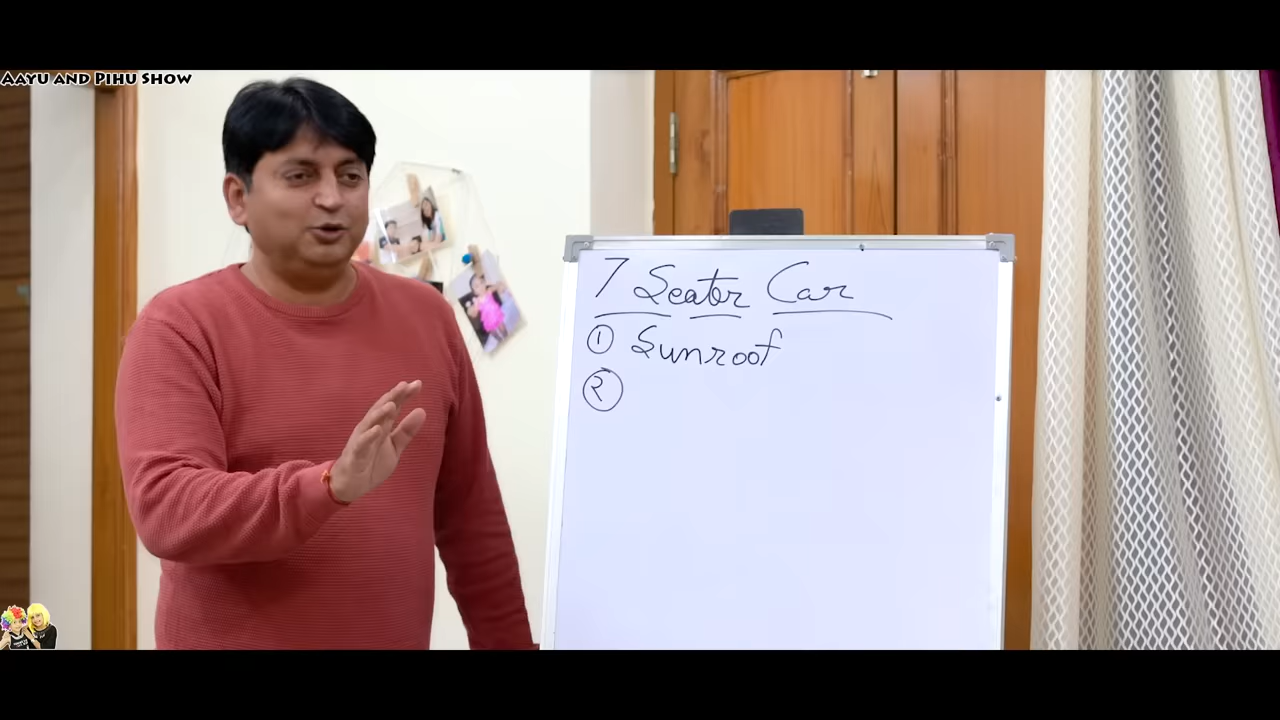 Aayu and Pihu Show
7 Seater Car
① Sunroof
②